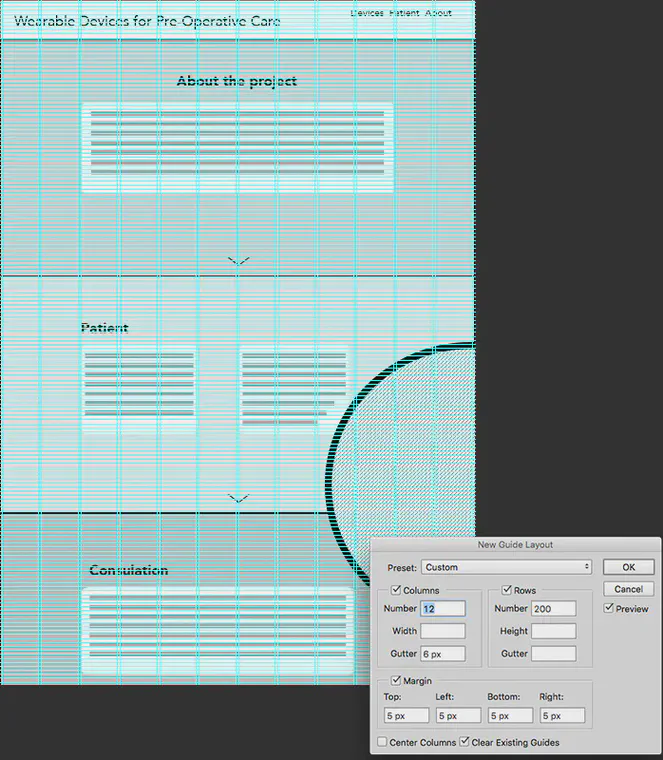 Wearable Devices for Pre-Operative Care
Devices Patient About
About the project
Patient
Consulation
New Guide Layout
Preset: Custom
OK
Cancel
Preview
Columns
Number 12
Width
Gutter 6 px
Rows
Number 200
Height
Gutter
Margin
Top: Left: Bottom: Right:
5 px 5 px 5 px 5 px
Center Columns Clear Existing Guides